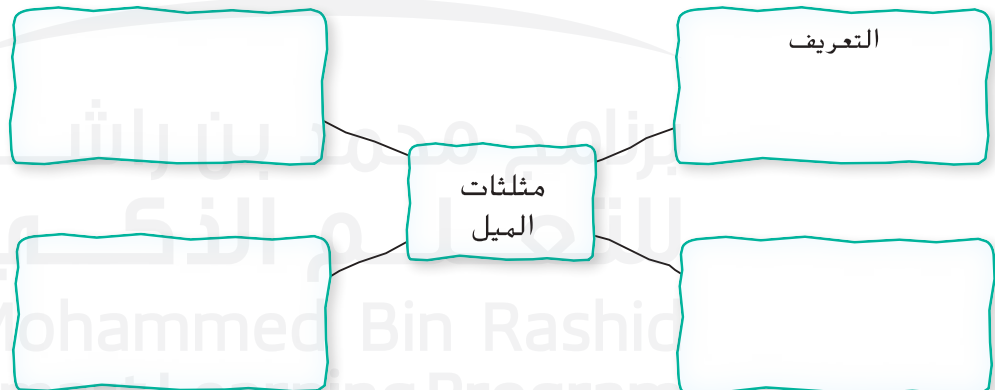 التعريف
مثلثات
الميل
برنامج محمد بن راشد
للتعلم الذكي
Mohammed Bin Rashid
Smart Learning Program